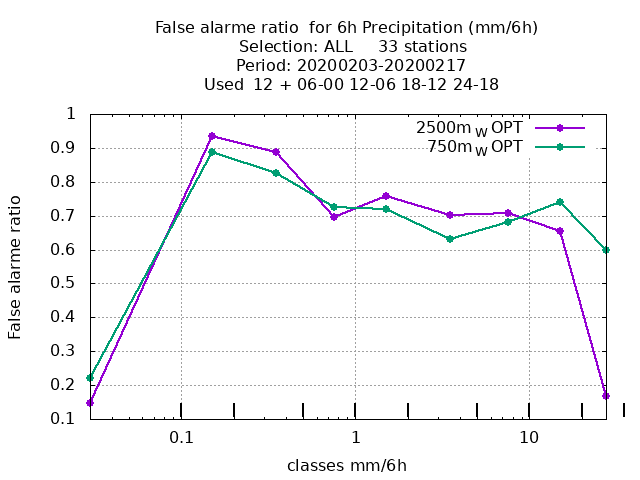 False alarme ratio  for 6h Precipitation (mm/6h)
Selection: ALL     33 stations
Period: 20200203-20200217
Used  12 + 06-00 12-06 18-12 24-18
2500m W OPT
750m W OPT
1
0.9
0.8
0.7
0.6
0.5
0.4
0.3
0.2
0.1
False alarme ratio
0.1 1 10
classes mm/6h